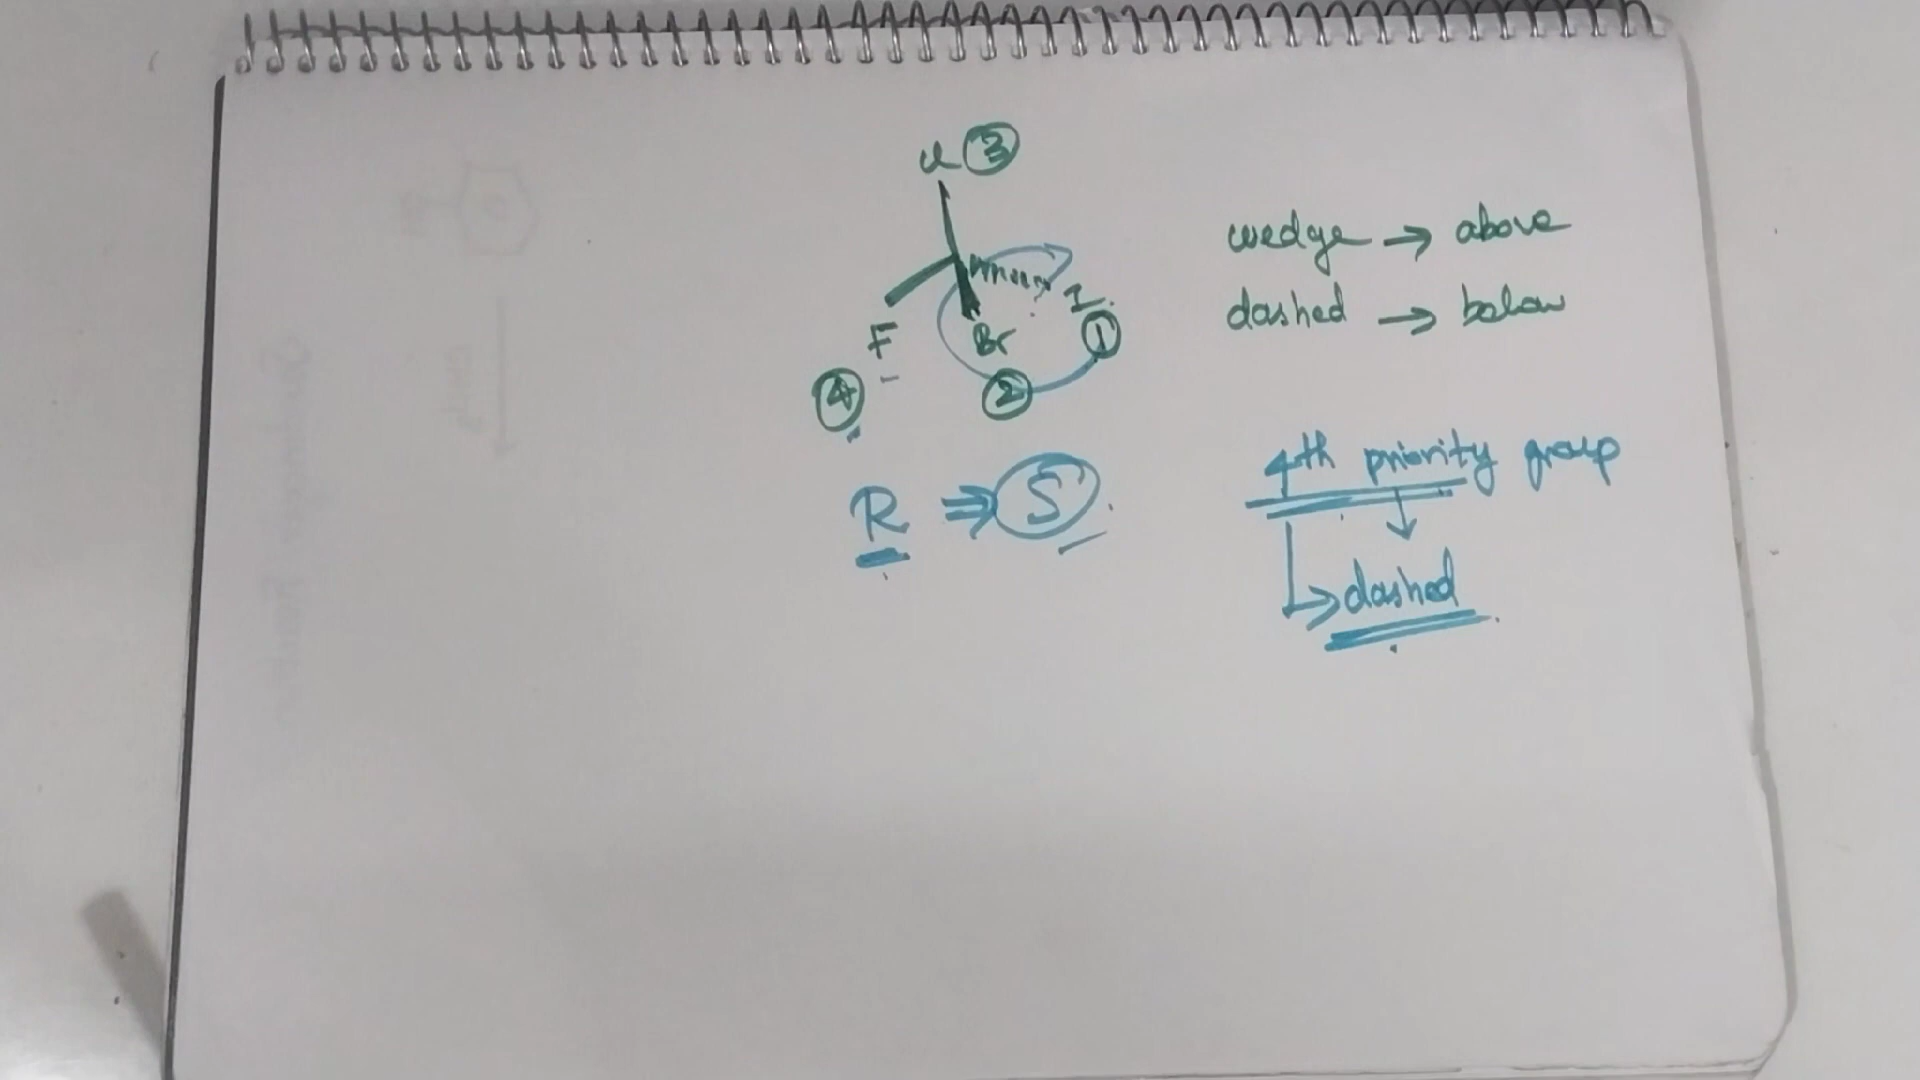 Cl ③
I
F
Br
①
④
②
wedge → above
dashed → below
R ⇒ S
4th priority group
↓
→ dashed